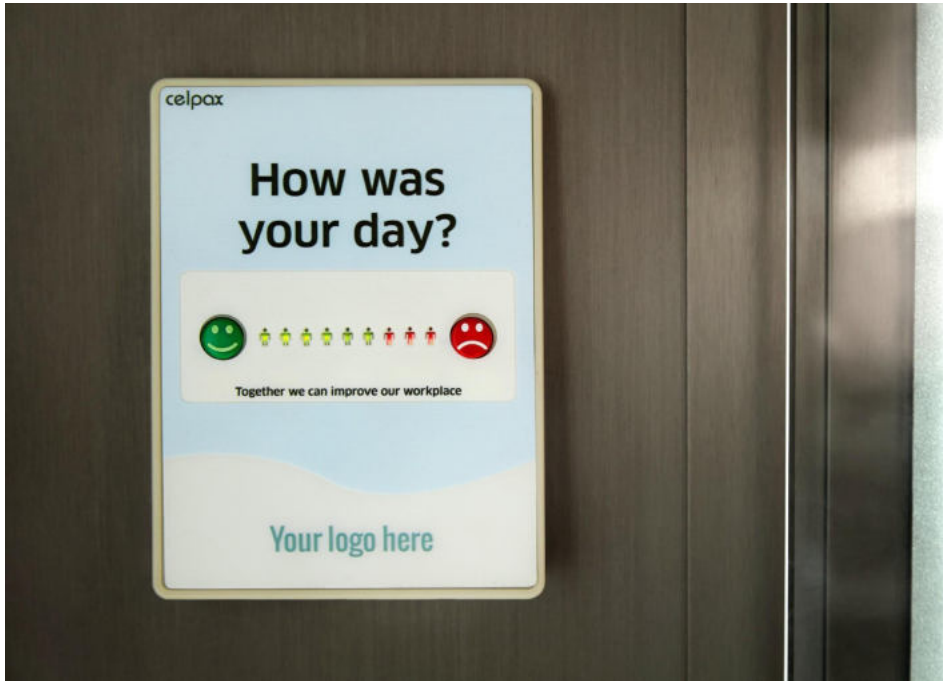 celpax
How was
your day?
Together we can improve our workplace
Your logo here